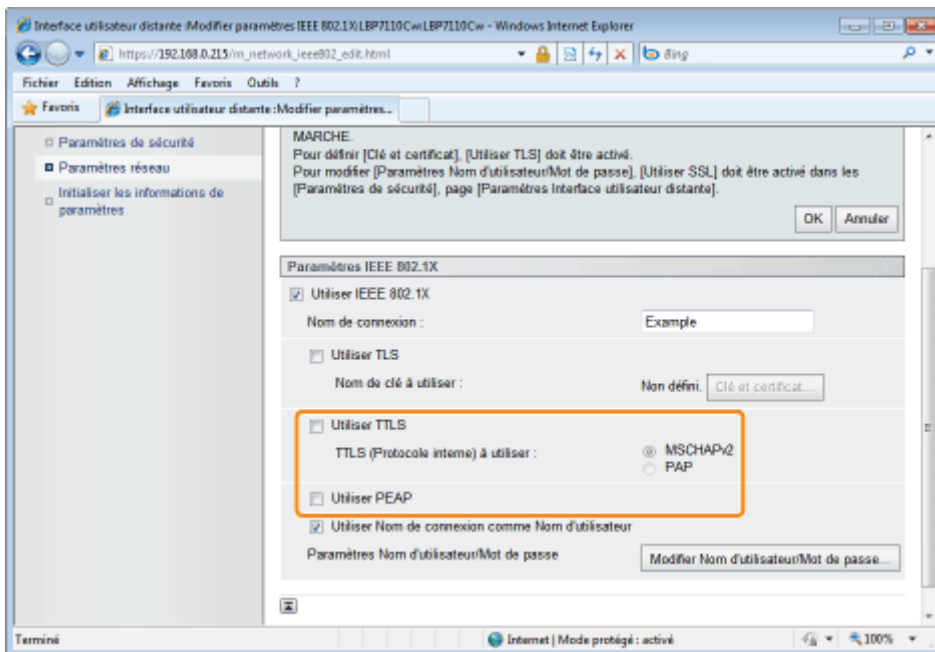 Interface utilisateur distante :Modifier paramètres IEEE 802.1X:LBP7110Cw:LBP7110Cw - Windows Internet Explorer
https://192.168.0.215/m_network_ieee802_edit.html
Bing
Fichier Edition Affichage Favoris Outils ?
Favoris
Interface utilisateur distante :Modifier paramètres...
Paramètres de sécurité
Paramètres réseau
Initialiser les informations de
paramètres
MARCHE.
Pour définir [Clé et certificat], [Utiliser TLS] doit être activé.
Pour modifier [Paramètres Nom d'utilisateur/Mot de passe], [Utiliser SSL] doit être activé dans les
[Paramètres de sécurité], page [Paramètres Interface utilisateur distante].
OK Annuler
Paramètres IEEE 802.1X
Utiliser IEEE 802.1X
Nom de connexion : Example
Utiliser TLS
Nom de clé à utiliser : Non défini. Clé et certificat...
Utiliser TTLS
TTLS (Protocole interne) à utiliser : MSCHAPv2
PAP
Utiliser PEAP
Utiliser Nom de connexion comme Nom d'utilisateur
Paramètres Nom d'utilisateur/Mot de passe Modifier Nom d'utilisateur/Mot de passe...
Terminé Internet | Mode protégé : activé 100%